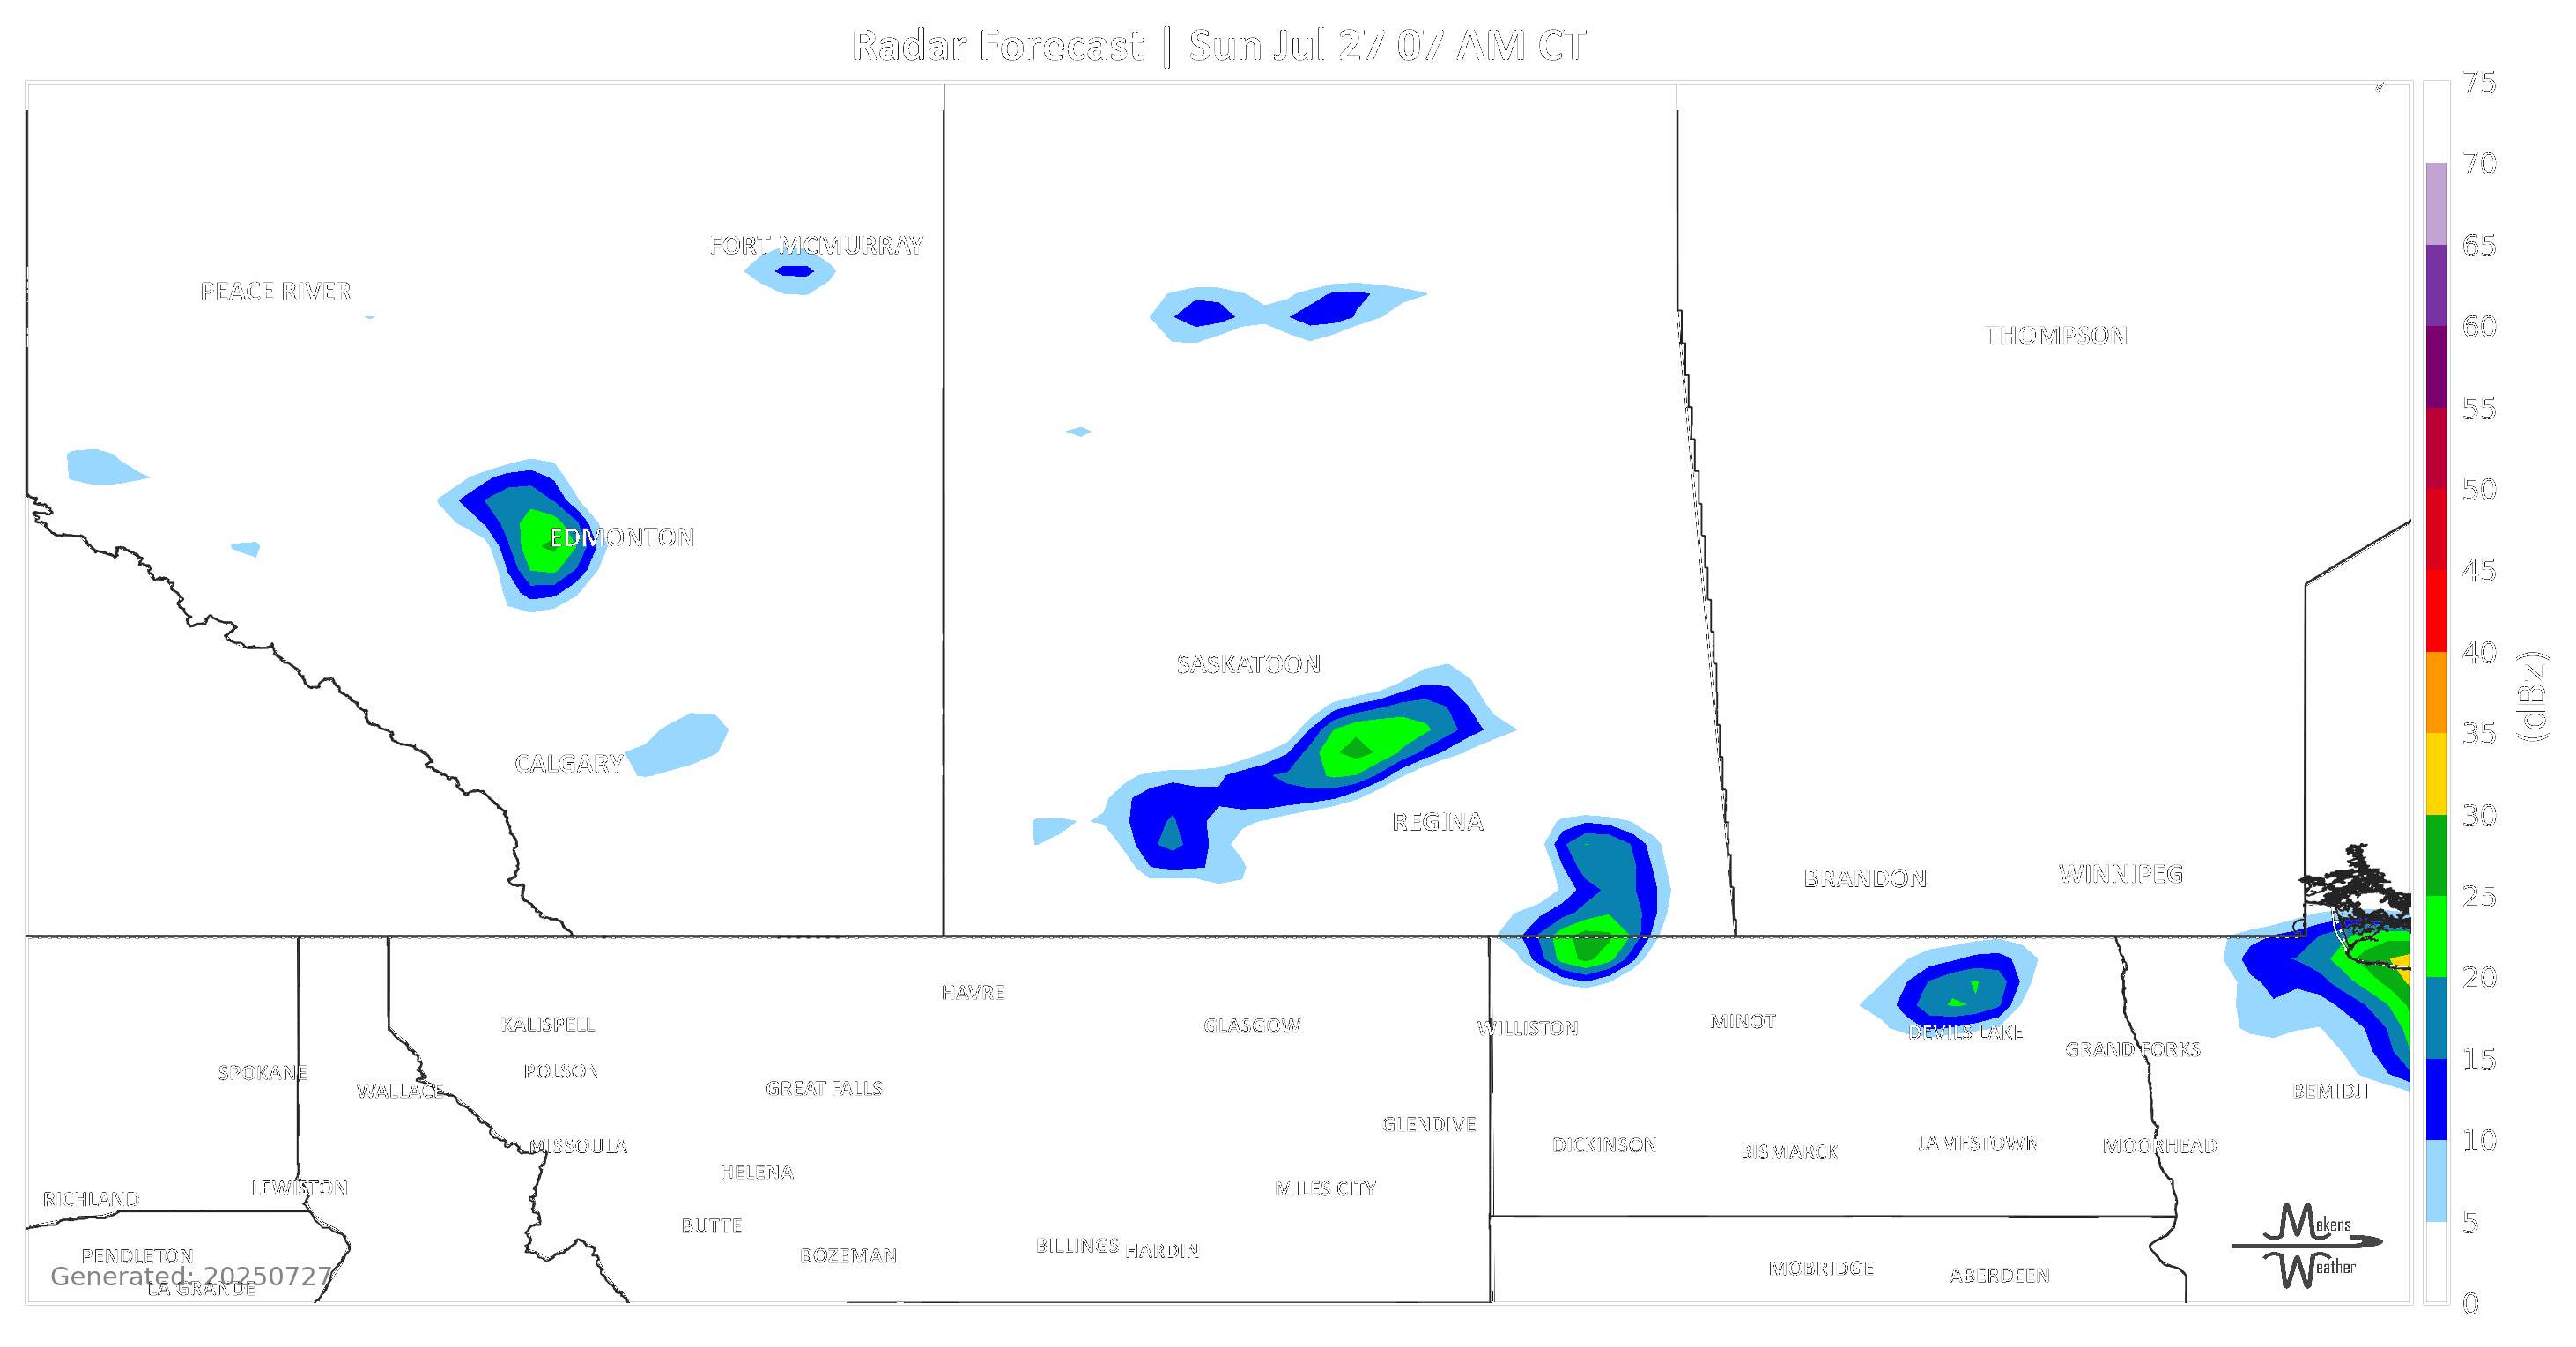 Radar Forecast | Sun Jul 27 07 AM CT
75
70
65
60
55
50
45
40
35
30
25
20
15
10
5
0
(dBz)
FORT MCMURRAY
PEACE RIVER
THOMPSON
EDMONTON
SASKATOON
CALGARY
REGINA
BRANDON
WINNIPEG
HAVRE
KALISPELL
GLASGOW
WILLISTON
MINOT
DEVILS LAKE
GRAND FORKS
SPOKANE
POLSON
WALLACE
GREAT FALLS
BEMIDJI
GLENDIVE
MISSOULA
DICKINSON
BISMARCK
JAMESTOWN
MOORHEAD
HELENA
LEWISTON
MILES CITY
RICHLAND
BUTTE
BILLINGS
HARDIN
PENDLETON
BOZEMAN
MOBRIDGE
ABERDEEN
Generated: 20250727
LA GRANDE
Makens
Weather